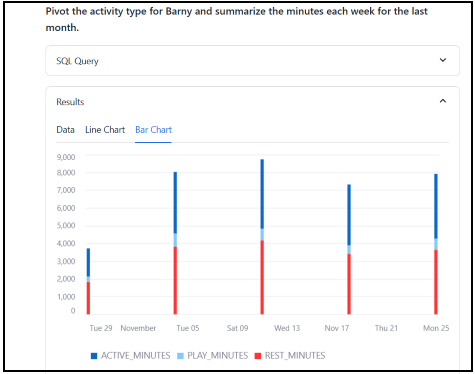 Pivot the activity type for Barny and summarize the minutes each week for the last
month.
SQL Query
Results
Data Line Chart Bar Chart
9,000
8,000
7,000
6,000
5,000
4,000
3,000
2,000
1,000
0
Tue 29 November Tue 05 Sat 09 Wed 13 Nov 17 Thu 21 Mon 25
ACTIVE_MINUTES PLAY_MINUTES REST_MINUTES